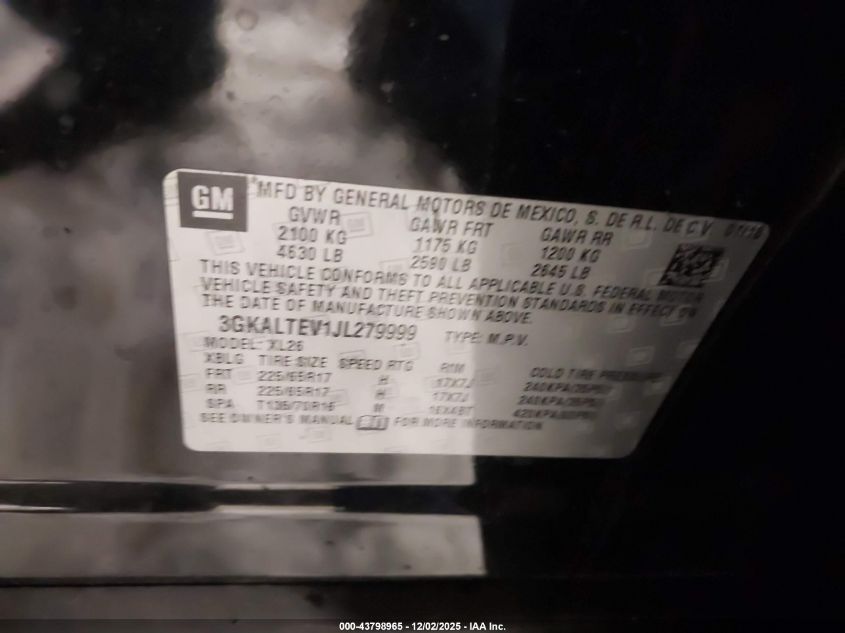 GM
MFD BY GENERAL MOTORS DE MEXICO, S. DE R.L. DE C.V. 01/18
GVWR GAWR FRT GAWR RR
2100 KG 1175 KG 1200 KG
4630 LB 2590 LB 2645 LB
THIS VEHICLE CONFORMS TO ALL APPLICABLE U.S. FEDERAL MOTOR
VEHICLE SAFETY AND THEFT PREVENTION STANDARDS IN EFFECT ON
THE DATE OF MANUFACTURE SHOWN ABOVE.
3GKALTEV1JL279999 TYPE: M.P.V.
MODEL: XL26
XBLG TIRE SIZE SPEED RTG RIM COLD TIRE PRESSURE
FRT 225/65R17 H 17X7J 240KPA/35PSI
RR 225/65R17 H 17X7J 240KPA/35PSI
SPA T135/70R16 M 16X4BT 420KPA/60PSI
SEE OWNER'S MANUAL FOR MORE INFORMATION
000-43798965 - 12/02/2025 - IAA Inc.